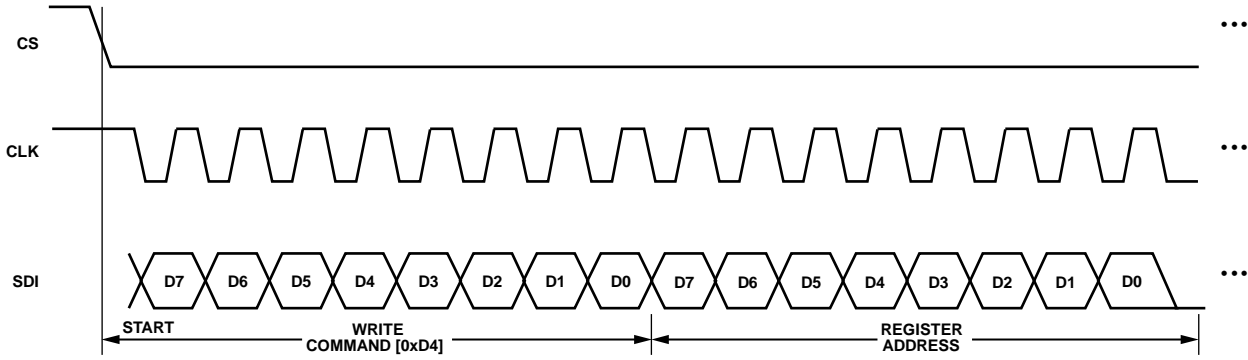 CS
•••
CLK
•••
SDI
D7 D6 D5 D4 D3 D2 D1 D0 D7 D6 D5 D4 D3 D2 D1 D0
•••
START
WRITE
COMMAND [0xD4]
REGISTER
ADDRESS